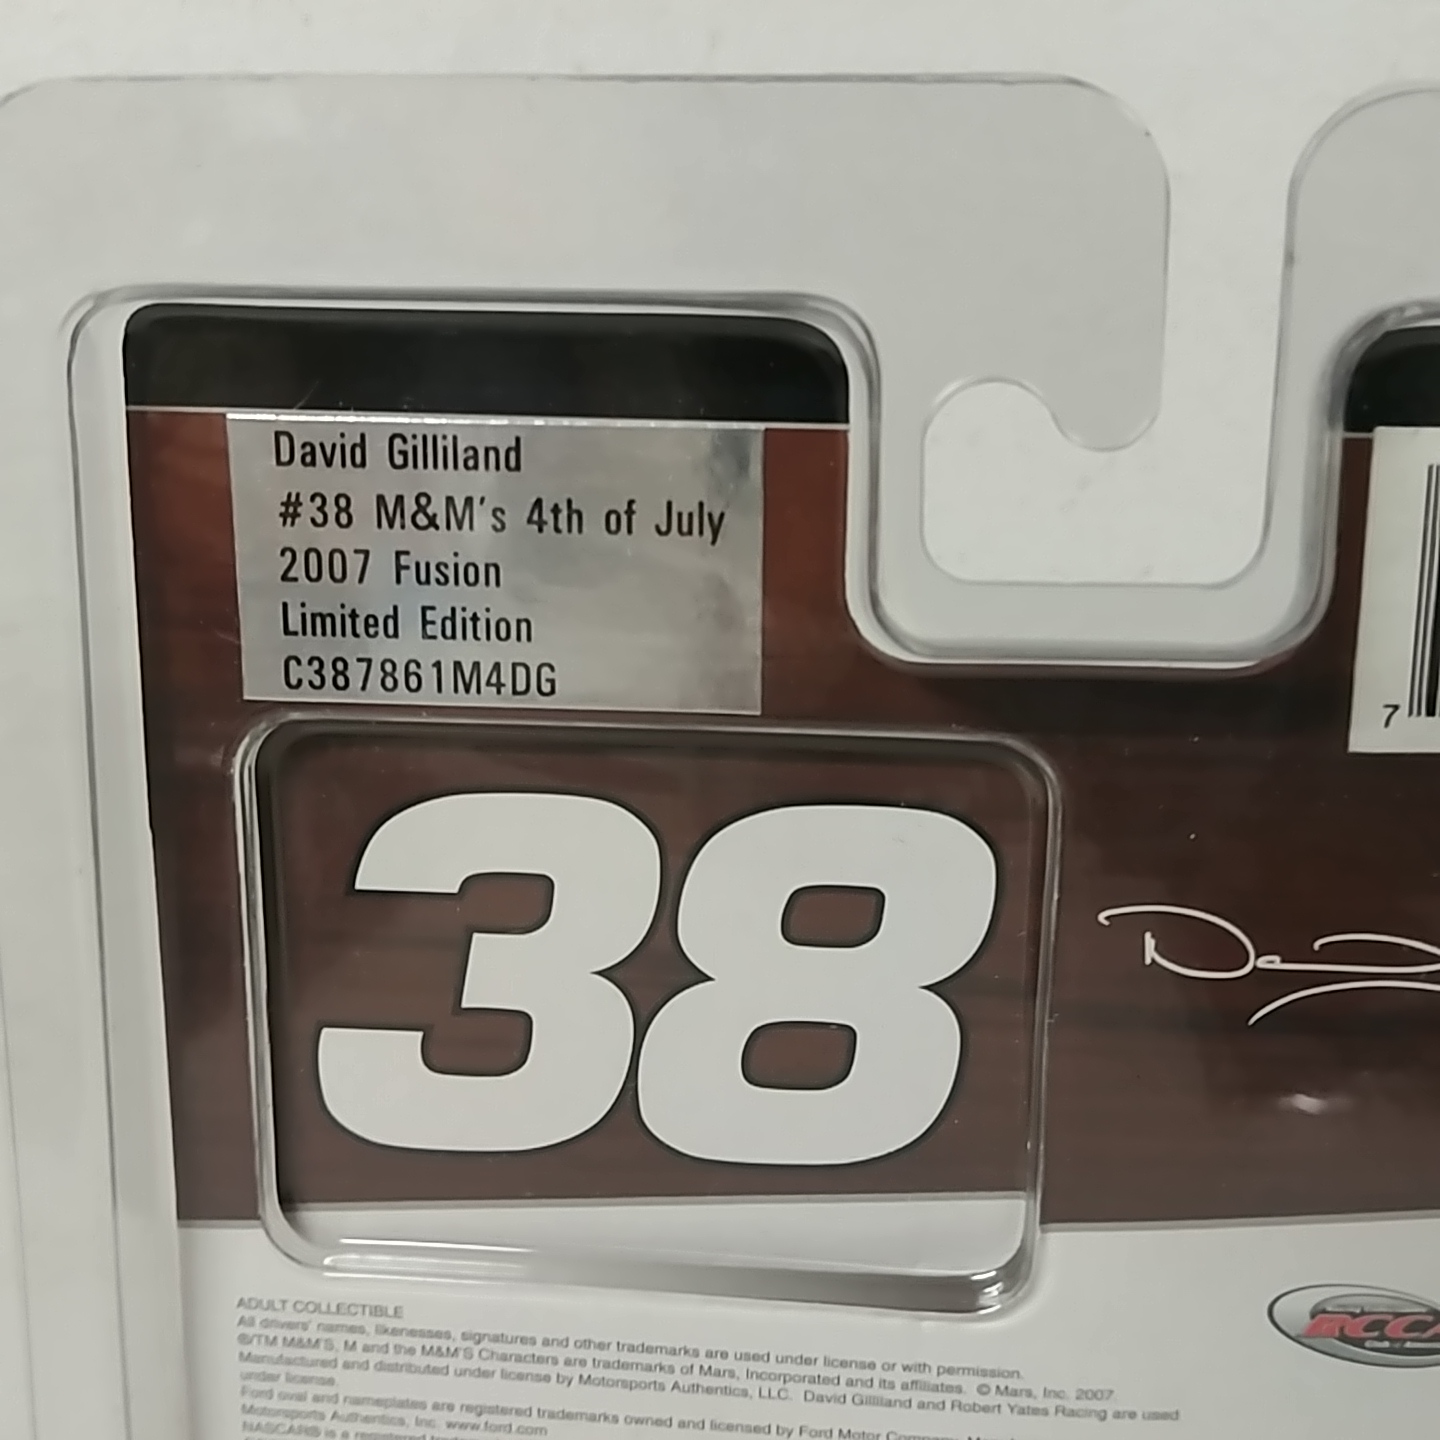 David Gilliland
#38 M&M's 4th of July
2007 Fusion
Limited Edition
C387861M4DG
7
38
ADULT COLLECTIBLE
All drivers' names, likenesses, signatures and other trademarks are used under license or with permission.
®/TM M&M'S, M and the M&M'S Characters are trademarks of Mars, Incorporated and its affiliates. © Mars, Inc. 2007.
Manufactured and distributed under license by Motorsports Authentics, LLC. David Gilliland and Robert Yates Racing are used
under license.
Ford oval and nameplates are registered trademarks owned and licensed by Ford Motor Company.
Motorsports Authentics, Inc. www.ford.com
NASCAR® is a registered